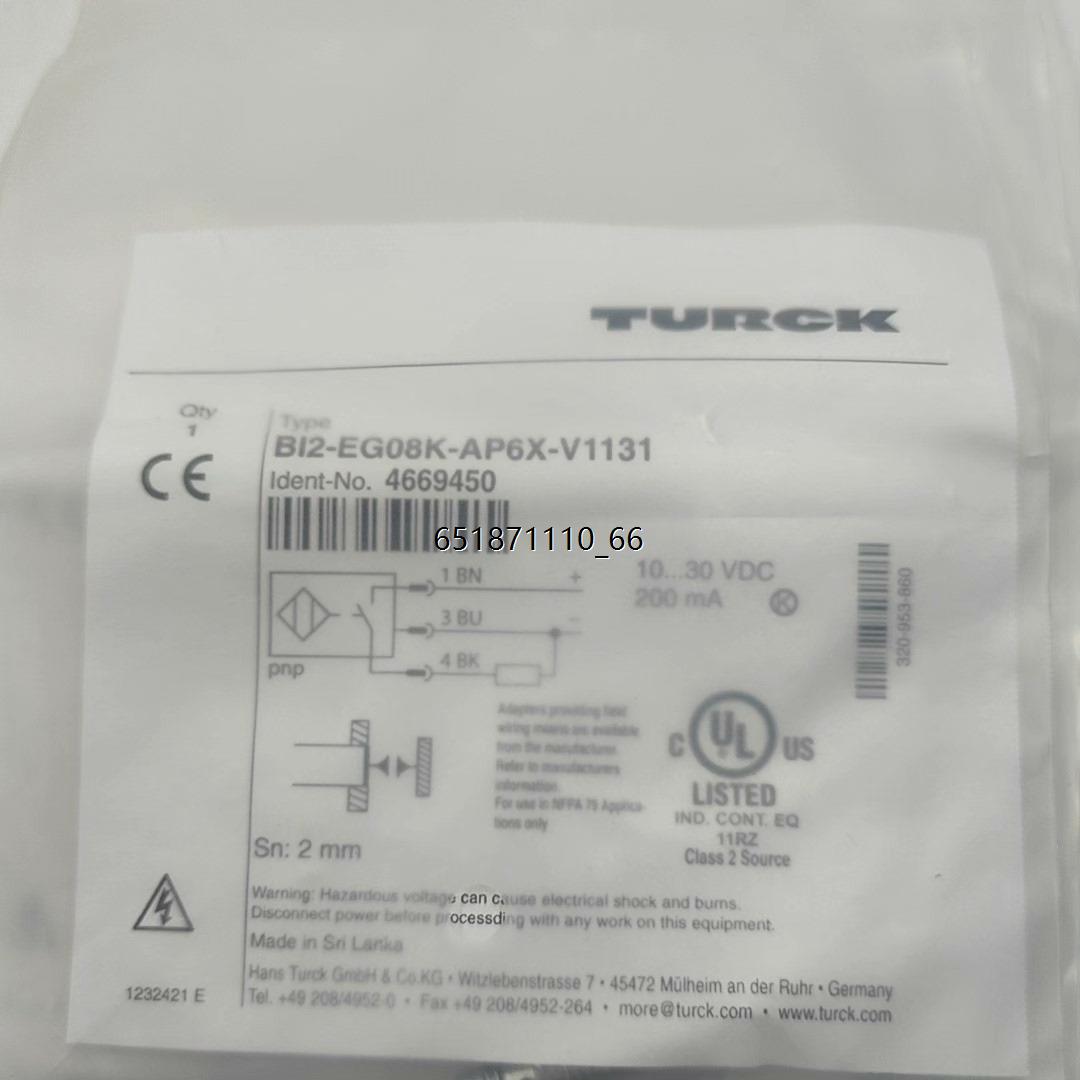 TURCK
Qty
1
Type
BI2-EG08K-AP6X-V1131
Ident-No. 4669450
651871110_66
1 BN +
10...30 VDC
200 mA
K
3 BU -
4 BK
pnp
320-953-860
Adapters providing field
wiring means are available
from the manufacturer.
Refer to manufacturers
information.
For use in NFPA 79 Applica-
tions only
C UL US
LISTED
IND. CONT. EQ
11RZ
Class 2 Source
Sn: 2 mm
Warning: Hazardous voltage can cause electrical shock and burns.
Disconnect power before processding with any work on this equipment.
Made in Sri Lanka
Hans Turck GmbH & Co.KG • Witzlebenstrasse 7 • 45472 Mülheim an der Ruhr • Germany
Tel. +49 208/4952-0 • Fax +49 208/4952-264 • more@turck.com • www.turck.com
1232421 E
CE